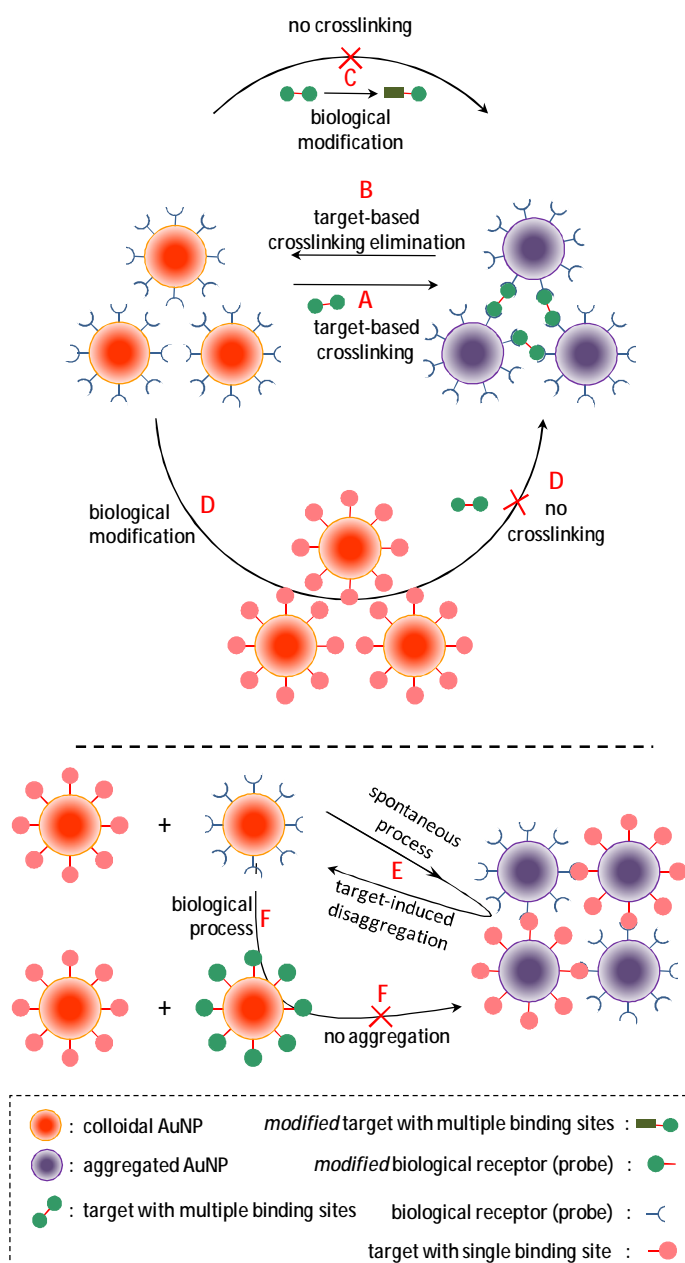 no crosslinking
C
biological
modification
B
target-based
crosslinking elimination
A
target-based
crosslinking
D
biological
modification
D
no
crosslinking
spontaneous
process
E
target-induced
disaggregation
+
biological
process
F
+
F
no aggregation
: colloidal AuNP
modified target with multiple binding sites :
: aggregated AuNP
modified biological receptor (probe) :
: target with multiple binding sites
biological receptor (probe) :
target with single binding site :